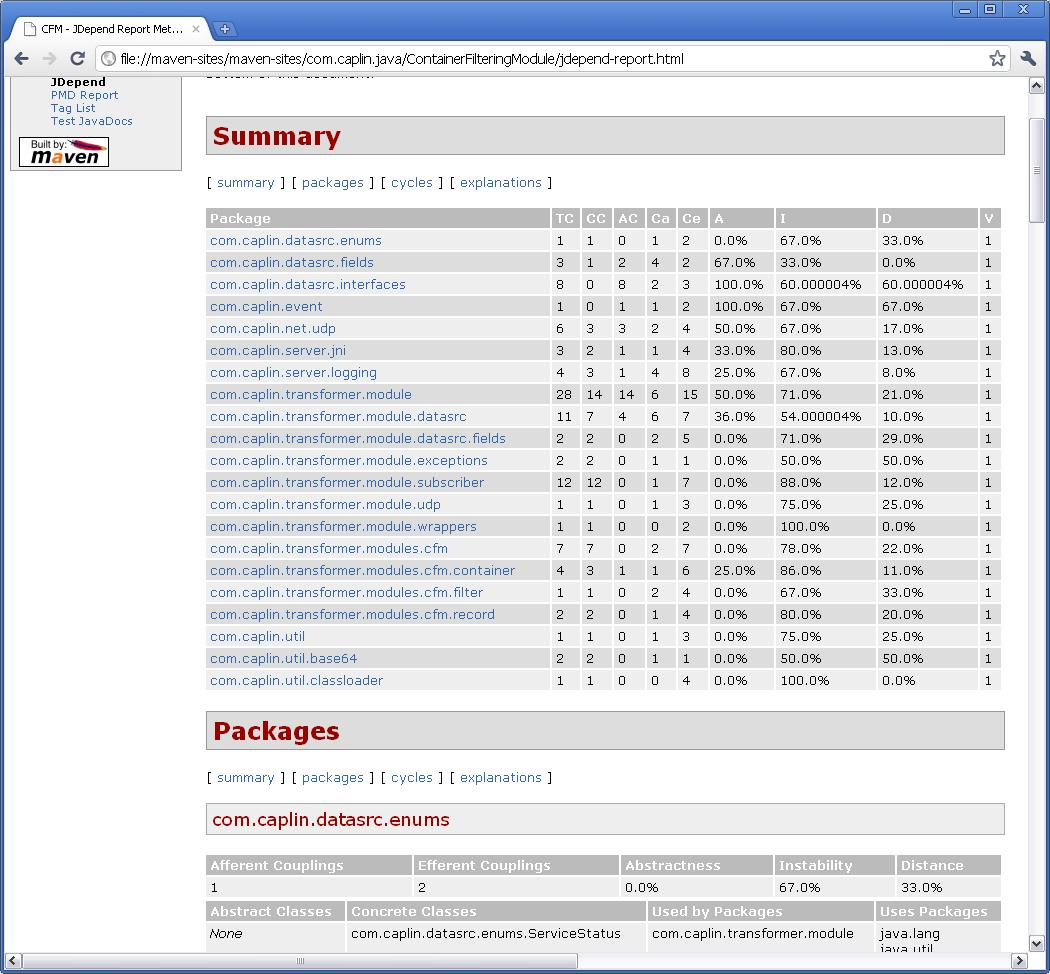 CFM - JDepend Report Met...
file://maven-sites/maven-sites/com.caplin.java/ContainerFilteringModule/jdepend-report.html
JDepend
PMD Report
Tag List
Test JavaDocs
Built by:
maven
bottom of this document.
Summary
[ summary ] [ packages ] [ cycles ] [ explanations ]
Package TC CC AC Ca Ce A I D V
com.caplin.datasrc.enums 1 1 0 1 2 0.0% 67.0% 33.0% 1
com.caplin.datasrc.fields 3 1 2 4 2 67.0% 33.0% 0.0% 1
com.caplin.datasrc.interfaces 8 0 8 2 3 100.0% 60.000004% 60.000004% 1
com.caplin.event 1 0 1 1 2 100.0% 67.0% 67.0% 1
com.caplin.net.udp 6 3 3 2 4 50.0% 67.0% 17.0% 1
com.caplin.server.jni 3 2 1 1 4 33.0% 80.0% 13.0% 1
com.caplin.server.logging 4 3 1 4 8 25.0% 67.0% 8.0% 1
com.caplin.transformer.module 28 14 14 6 15 50.0% 71.0% 21.0% 1
com.caplin.transformer.module.datasrc 11 7 4 6 7 36.0% 54.000004% 10.0% 1
com.caplin.transformer.module.datasrc.fields 2 2 0 2 5 0.0% 71.0% 29.0% 1
com.caplin.transformer.module.exceptions 2 2 0 1 1 0.0% 50.0% 50.0% 1
com.caplin.transformer.module.subscriber 12 12 0 1 7 0.0% 88.0% 12.0% 1
com.caplin.transformer.module.udp 1 1 0 1 3 0.0% 75.0% 25.0% 1
com.caplin.transformer.module.wrappers 1 1 0 0 2 0.0% 100.0% 0.0% 1
com.caplin.transformer.modules.cfm 7 7 0 2 7 0.0% 78.0% 22.0% 1
com.caplin.transformer.modules.cfm.container 4 3 1 1 6 25.0% 86.0% 11.0% 1
com.caplin.transformer.modules.cfm.filter 1 1 0 2 4 0.0% 67.0% 33.0% 1
com.caplin.transformer.modules.cfm.record 2 2 0 1 4 0.0% 80.0% 20.0% 1
com.caplin.util 1 1 0 1 3 0.0% 75.0% 25.0% 1
com.caplin.util.base64 2 2 0 1 1 0.0% 50.0% 50.0% 1
com.caplin.util.classloader 1 1 0 0 4 0.0% 100.0% 0.0% 1
Packages
[ summary ] [ packages ] [ cycles ] [ explanations ]
com.caplin.datasrc.enums
Afferent Couplings Efferent Couplings Abstractness Instability Distance
1 2 0.0% 67.0% 33.0%
Abstract Classes Concrete Classes Used by Packages Uses Packages
None com.caplin.datasrc.enums.ServiceStatus com.caplin.transformer.module java.lang
java.util